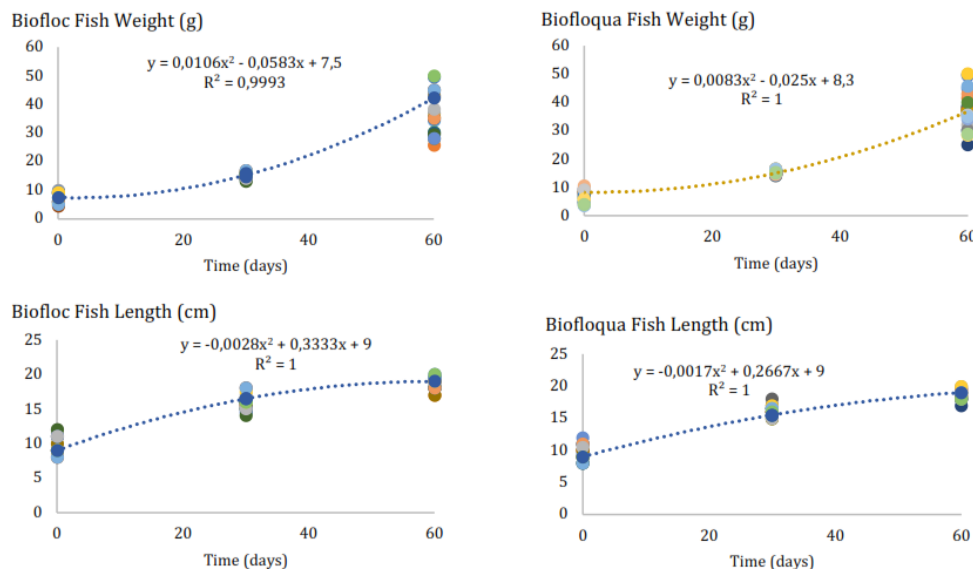 Biofloc Fish Weight (g)
60
50
40
30
20
10
0
y = 0,0106x² - 0,0583x + 7,5
R² = 0,9993
0 20 40 60
Time (days)
Biofloqua Fish Weight (g)
60
50
40
30
20
10
0
y = 0,0083x² - 0,025x + 8,3
R² = 1
0 20 40 60
Time (days)
Biofloc Fish Length (cm)
25
20
15
10
5
0
y = -0,0028x² + 0,3333x + 9
R² = 1
0 20 40 60
Time (days)
Biofloqua Fish Length (cm)
25
20
15
10
5
0
y = -0,0017x² + 0,2667x + 9
R² = 1
0 20 40 60
Time (days)